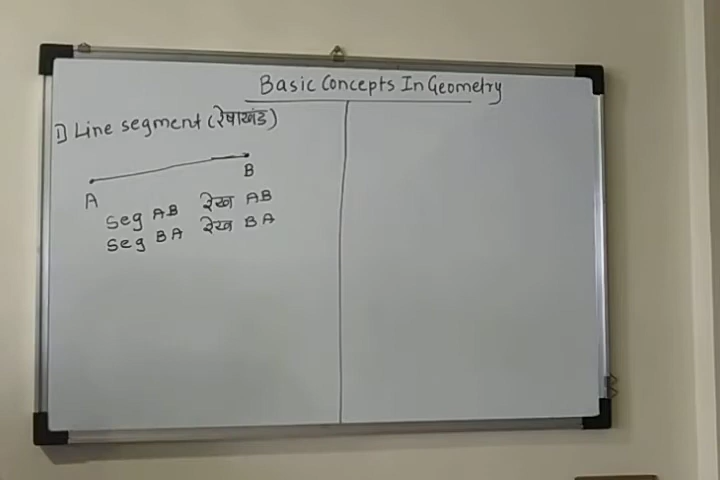 Basic Concepts In Geometry
1) Line segment (रेषाखंड)
A B
seg AB रेख AB
seg BA रेख BA